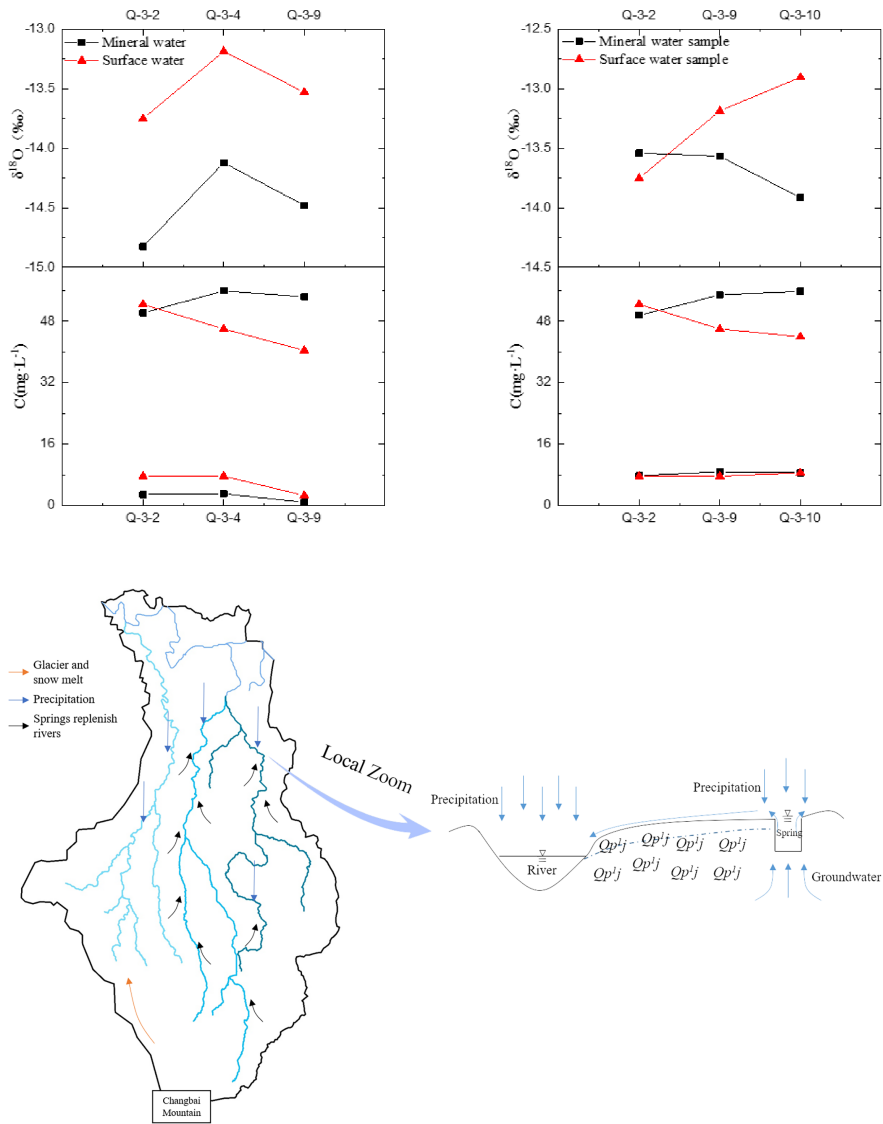 Q-3-2 Q-3-4 Q-3-9
-13.0
Mineral water
Surface water
-13.5
-14.0
-14.5
-15.0
δ¹⁸O (‰)
48
32
16
0
C(mg·L⁻¹)
Q-3-2 Q-3-4 Q-3-9
Q-3-2 Q-3-9 Q-3-10
-12.5
Mineral water sample
Surface water sample
-13.0
-13.5
-14.0
-14.5
δ¹⁸O (‰)
48
32
16
0
C(mg·L⁻¹)
Q-3-2 Q-3-9 Q-3-10
Glacier and
snow melt
Precipitation
Springs replenish
rivers
Changbai
Mountain
Local Zoom
Precipitation
Precipitation
Spring
River
Qp¹j Qp¹j Qp¹j Qp¹j
Qp¹j Qp¹j Qp¹j Qp¹j
Groundwater